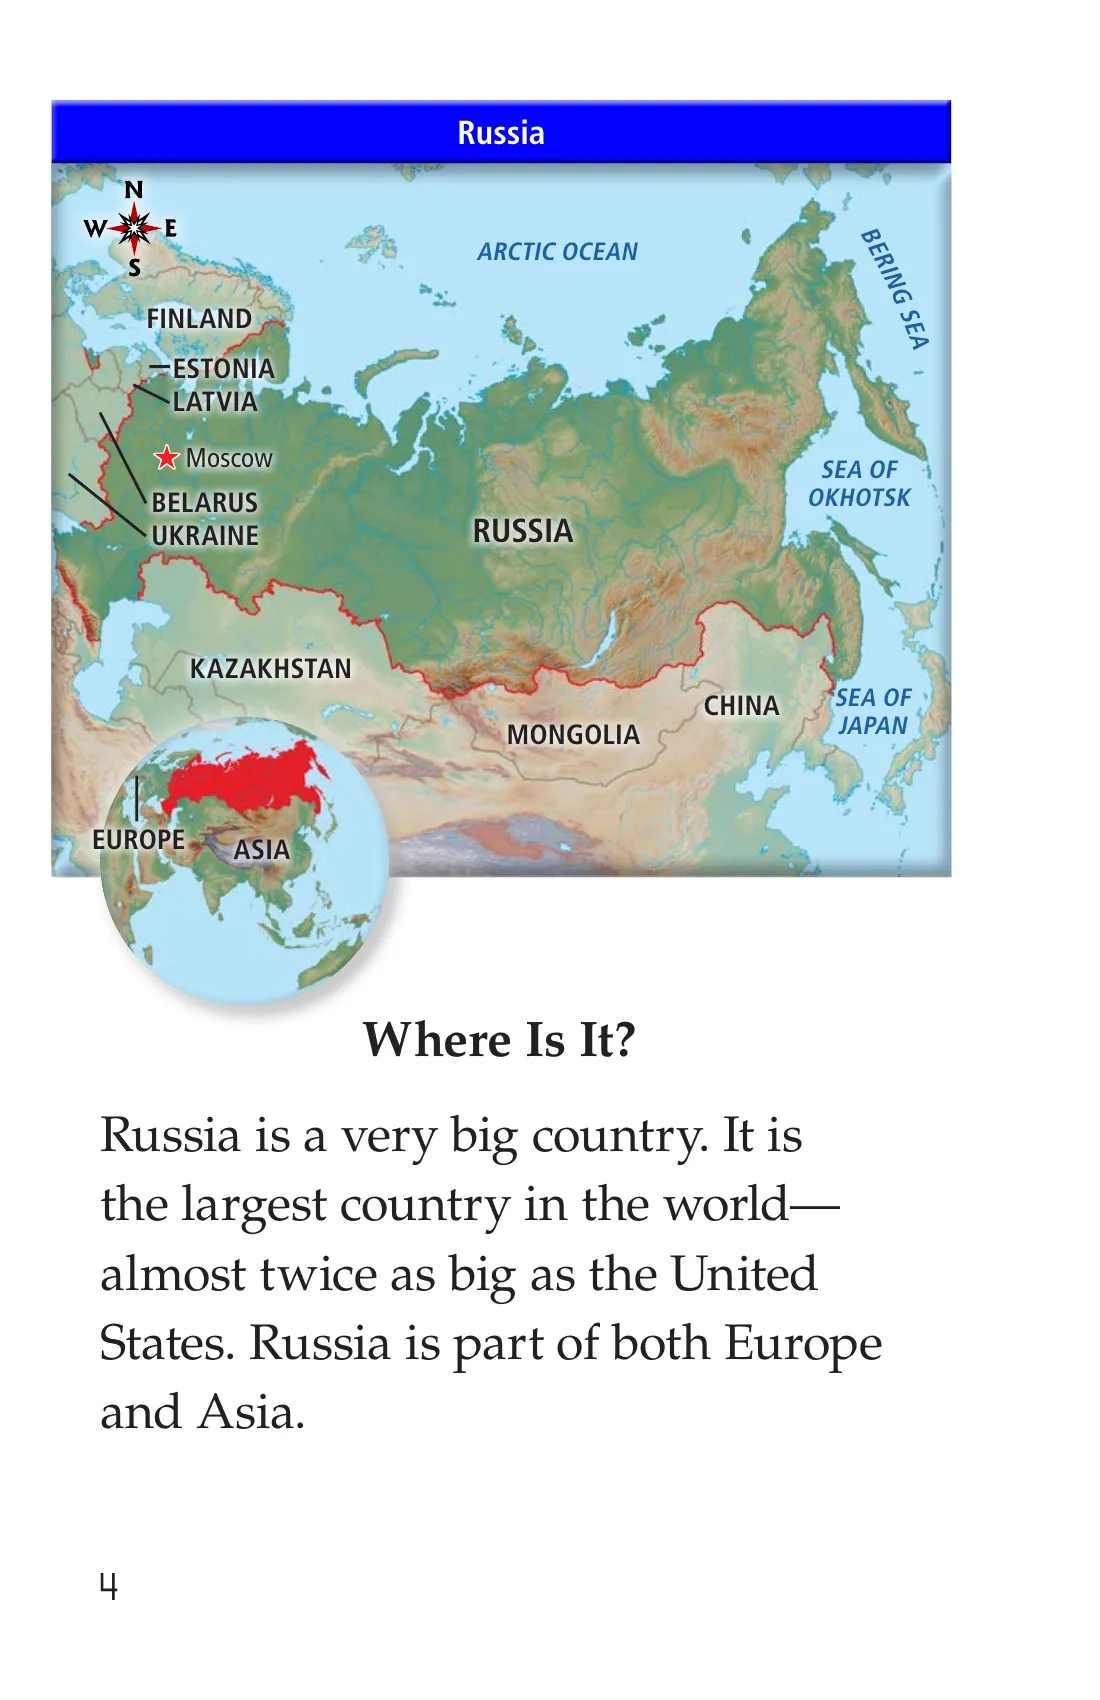 Russia
N
W E
S
ARCTIC OCEAN
BERING SEA
FINLAND
ESTONIA
LATVIA
Moscow
SEA OF
OKHOTSK
BELARUS
UKRAINE
RUSSIA
KAZAKHSTAN
CHINA
SEA OF
JAPAN
MONGOLIA
EUROPE
ASIA
Where Is It?
Russia is a very big country. It is
the largest country in the world—
almost twice as big as the United
States. Russia is part of both Europe
and Asia.
4